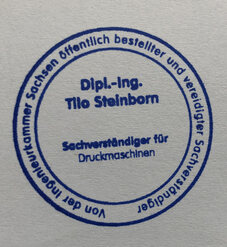 Von der Ingenieurkammer Sachsen öffentlich bestellter und vereidigter Sachverständiger
Dipl.-Ing.
Tilo Steinborn
Sachverständiger für
Druckmaschinen